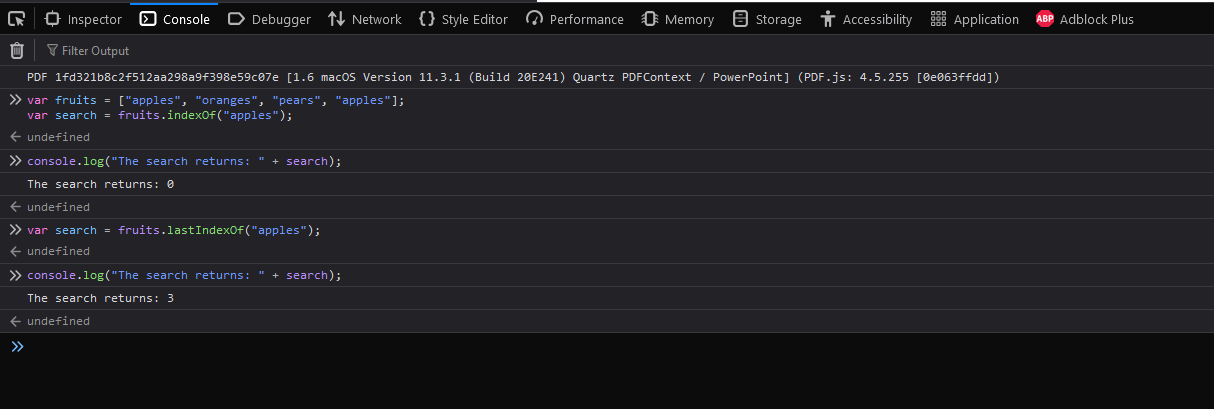 Inspector Console Debugger Network Style Editor Performance Memory Storage Accessibility Application ABP Adblock Plus
Filter Output
PDF 1fd321b8c2f512aa298a9f398e59c07e [1.6 macOS Version 11.3.1 (Build 20E241) Quartz PDFContext / PowerPoint] (PDF.js: 4.5.255 [0e063ffdd])
var fruits = ["apples", "oranges", "pears", "apples"];
var search = fruits.indexOf("apples");
undefined
console.log("The search returns: " + search);
The search returns: 0
undefined
var search = fruits.lastIndexOf("apples");
undefined
console.log("The search returns: " + search);
The search returns: 3
undefined